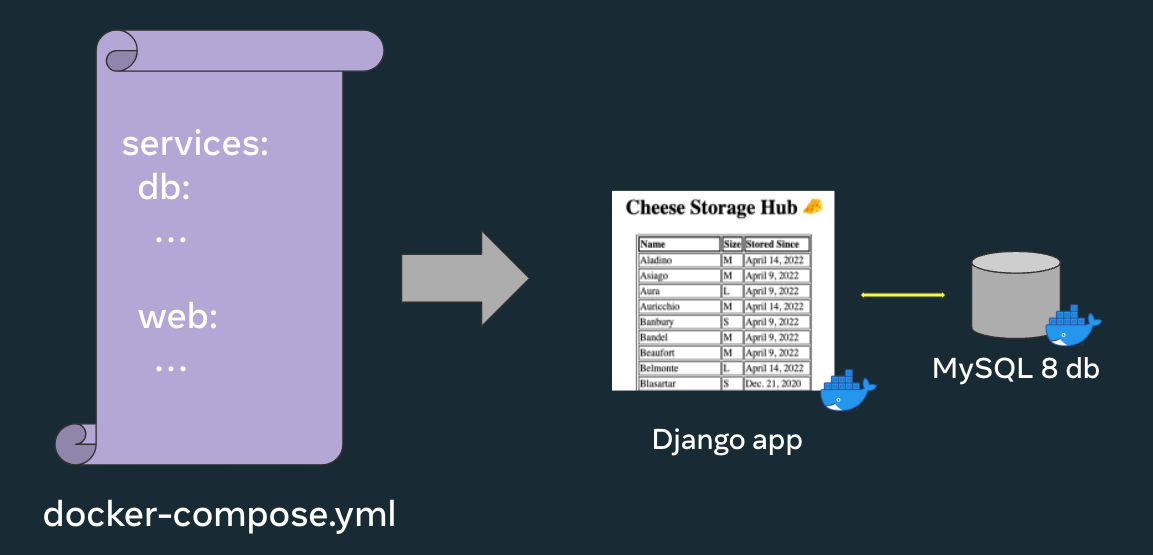 services:
db:
...
web:
...
docker-compose.yml
Cheese Storage Hub
Name Size Stored Since
Aladino M April 14, 2022
Asiago M April 9, 2022
Aura L April 9, 2022
Auricchio M April 14, 2022
Banbury S April 9, 2022
Bandel M April 9, 2022
Beaufort M April 9, 2022
Belmonte L April 14, 2022
Blasartar S Dec. 21, 2020
Django app
MySQL 8 db